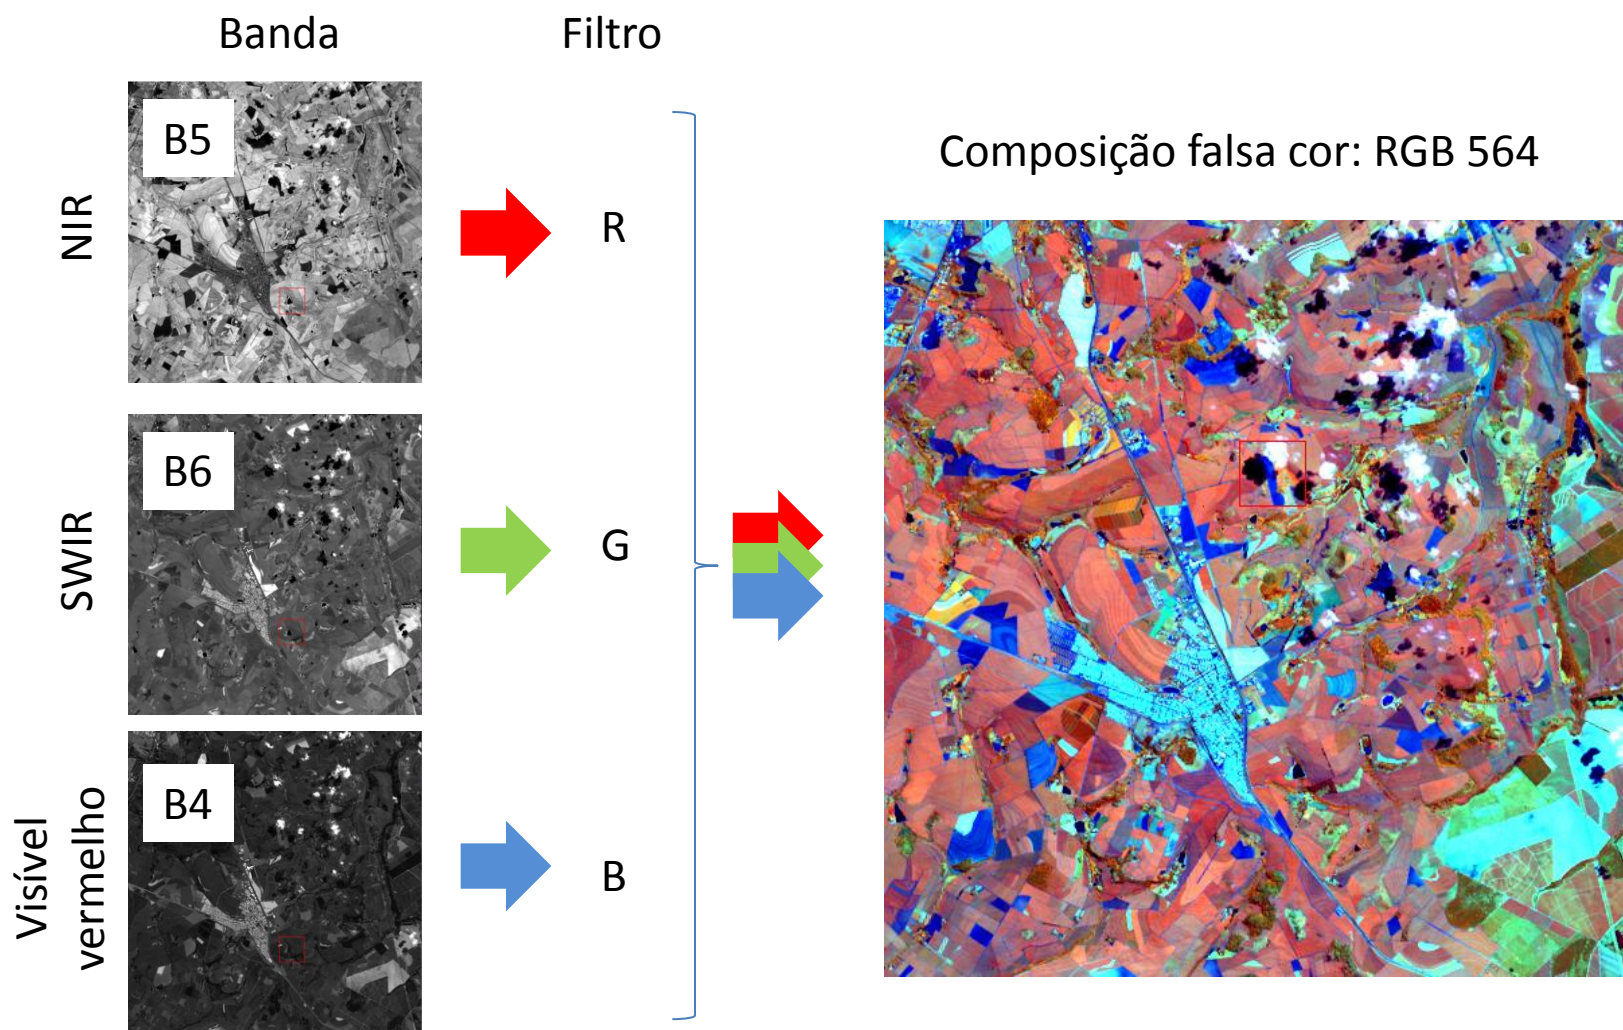 Banda
Filtro
B5
NIR
R
Composição falsa cor: RGB 564
B6
SWIR
G
B4
Visível
vermelho
B